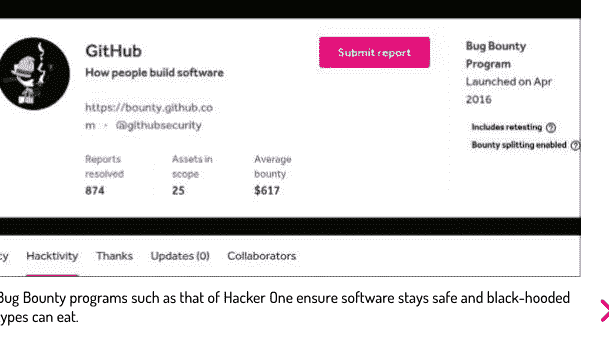 GitHub
How people build software
https://bounty.github.co
m · @githubsecurity
Submit report
Bug Bounty
Program
Launched on Apr
2016
Includes retesting
Bounty splitting enabled
Reports
resolved
874
Assets in
scope
25
Average
bounty
$617
cy Hacktivity Thanks Updates (0) Collaborators
Bug Bounty programs such as that of Hacker One ensure software stays safe and black-hooded
ypes can eat.